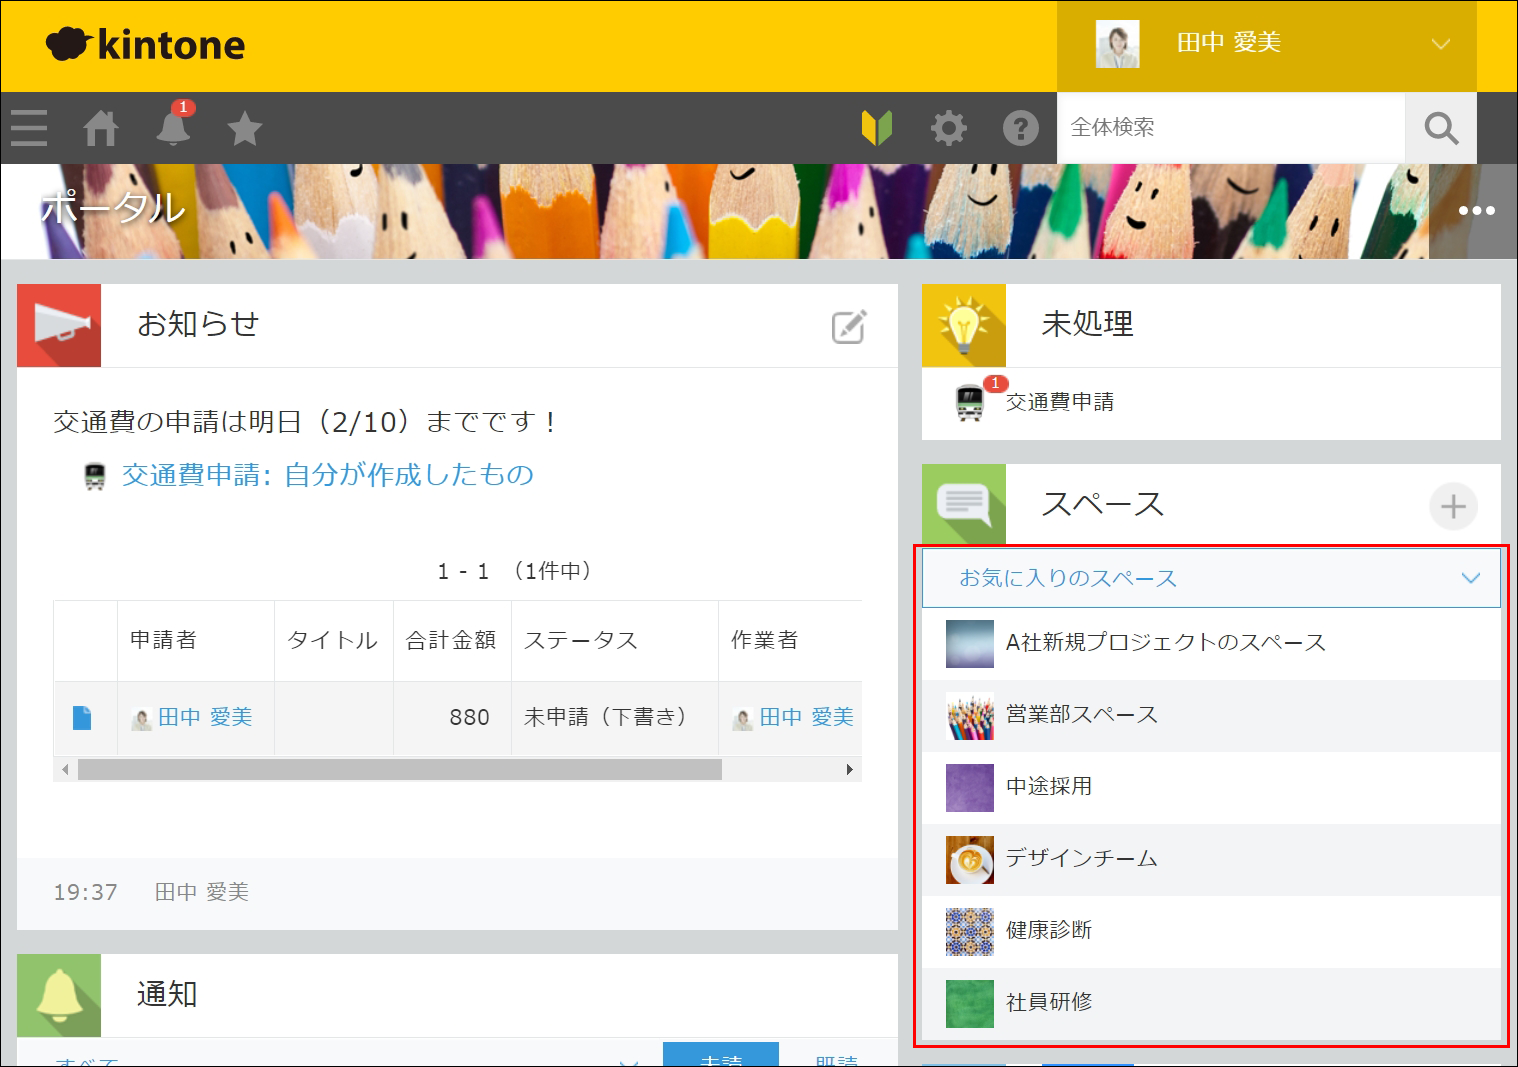 kintone
田中 愛美
1
?
全体検索
ポータル
お知らせ
交通費の申請は明日（2/10）までです！
交通費申請: 自分が作成したもの
1 - 1 （1件中）
申請者 タイトル 合計金額 ステータス 作業者
田中 愛美 880 未申請（下書き） 田中 愛美
19:37 田中 愛美
通知
すべて 未読 既読
未処理
1
交通費申請
スペース
お気に入りのスペース
A社新規プロジェクトのスペース
営業部スペース
中途採用
デザインチーム
健康診断
社員研修